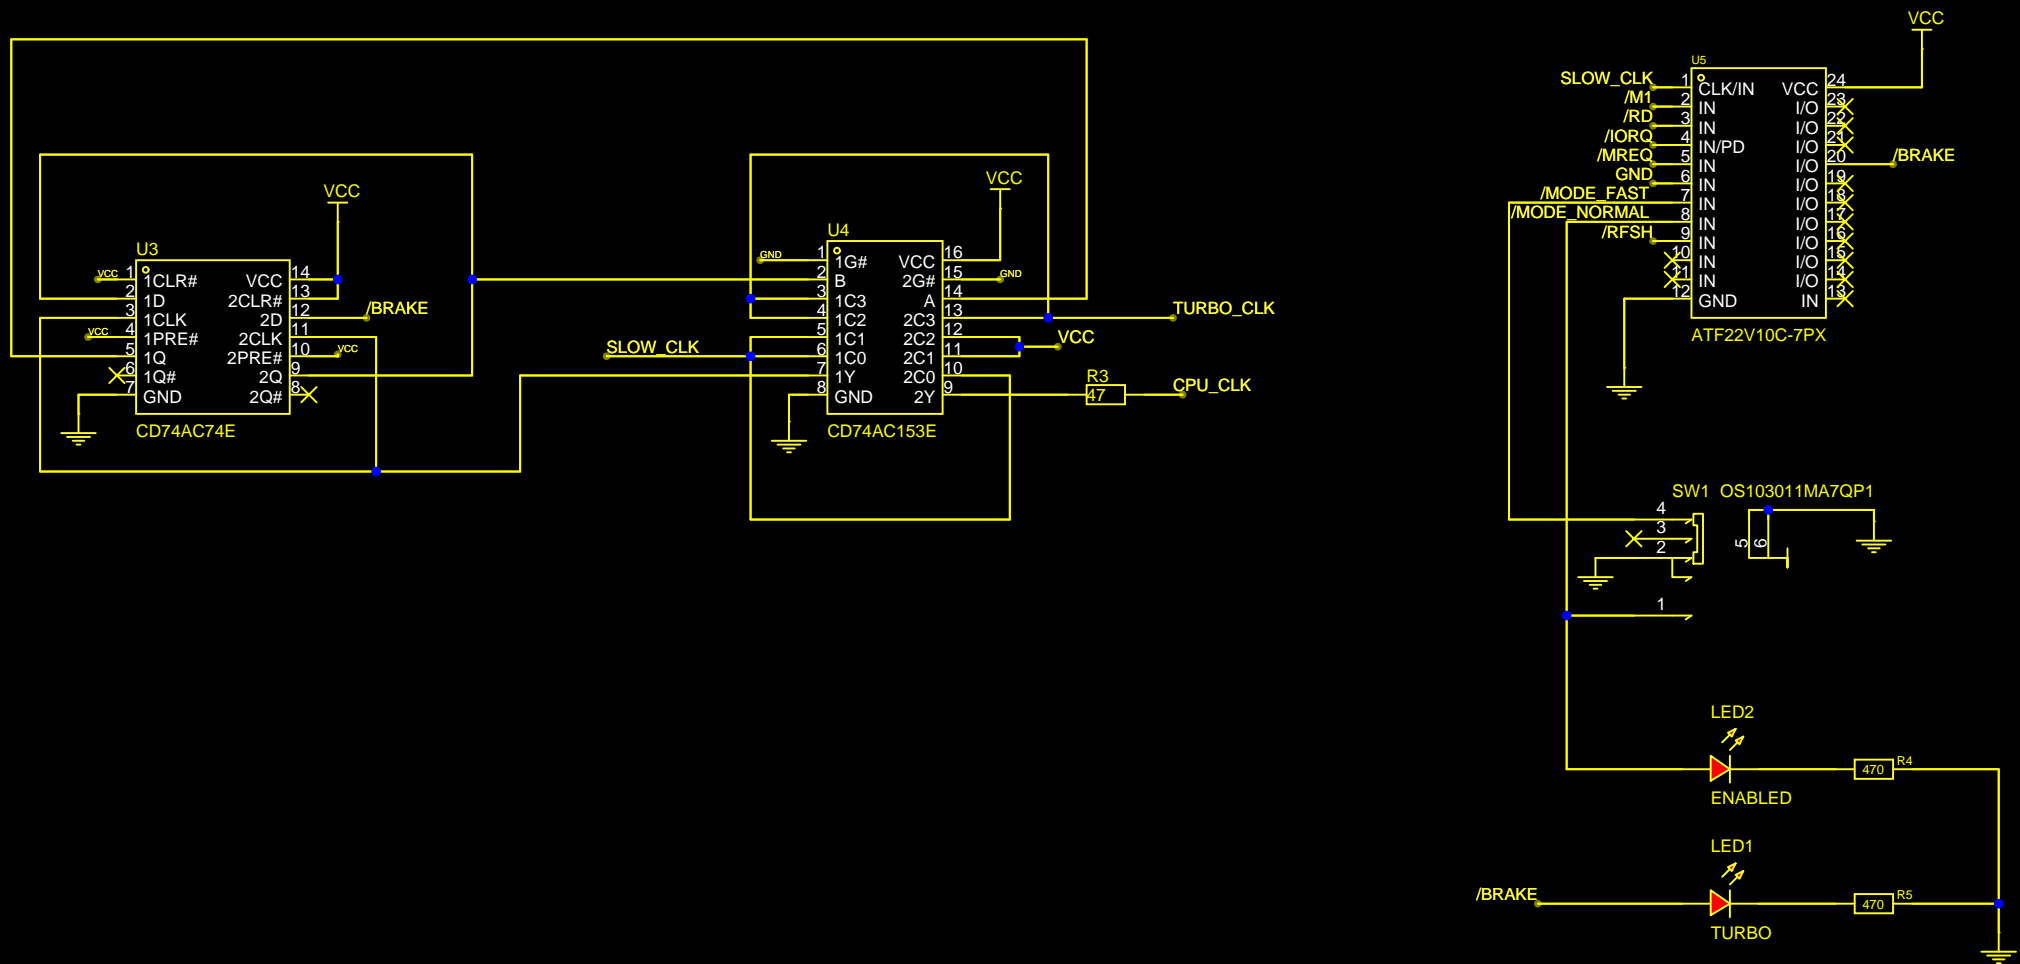 VCC
U5
SLOW_CLK 1 CLK/IN VCC 24
/M1 2 IN I/O 23
/RD 3 IN I/O 22
/IORQ 4 IN/PD I/O 21
/MREQ 5 IN I/O 20 /BRAKE
GND 6 IN I/O 19
/MODE_FAST 7 IN I/O 18
/MODE_NORMAL 8 IN I/O 17
/RFSH 9 IN I/O 16
10 IN I/O 15
11 IN I/O 14
12 GND IN 13
ATF22V10C-7PX
VCC
U3
VCC 1 1CLR# VCC 14
2 1D 2CLR# 13
3 1CLK 2D 12 /BRAKE
VCC 4 1PRE# 2CLK 11
5 1Q 2PRE# 10 VCC
6 1Q# 2Q 9
7 GND 2Q# 8
CD74AC74E
VCC
U4
GND 1 1G# VCC 16
2 B 2G# 15 GND
3 1C3 A 14
4 1C2 2C3 13 TURBO_CLK
5 1C1 2C2 12 VCC
SLOW_CLK 6 1C0 2C1 11
7 1Y 2C0 10
8 GND 2Y 9 R3 47 CPU_CLK
CD74AC153E
SW1 OS103011MA7QP1
4
3
2
1
5 6
LED2
470 R4
ENABLED
LED1
/BRAKE 470 R5
TURBO